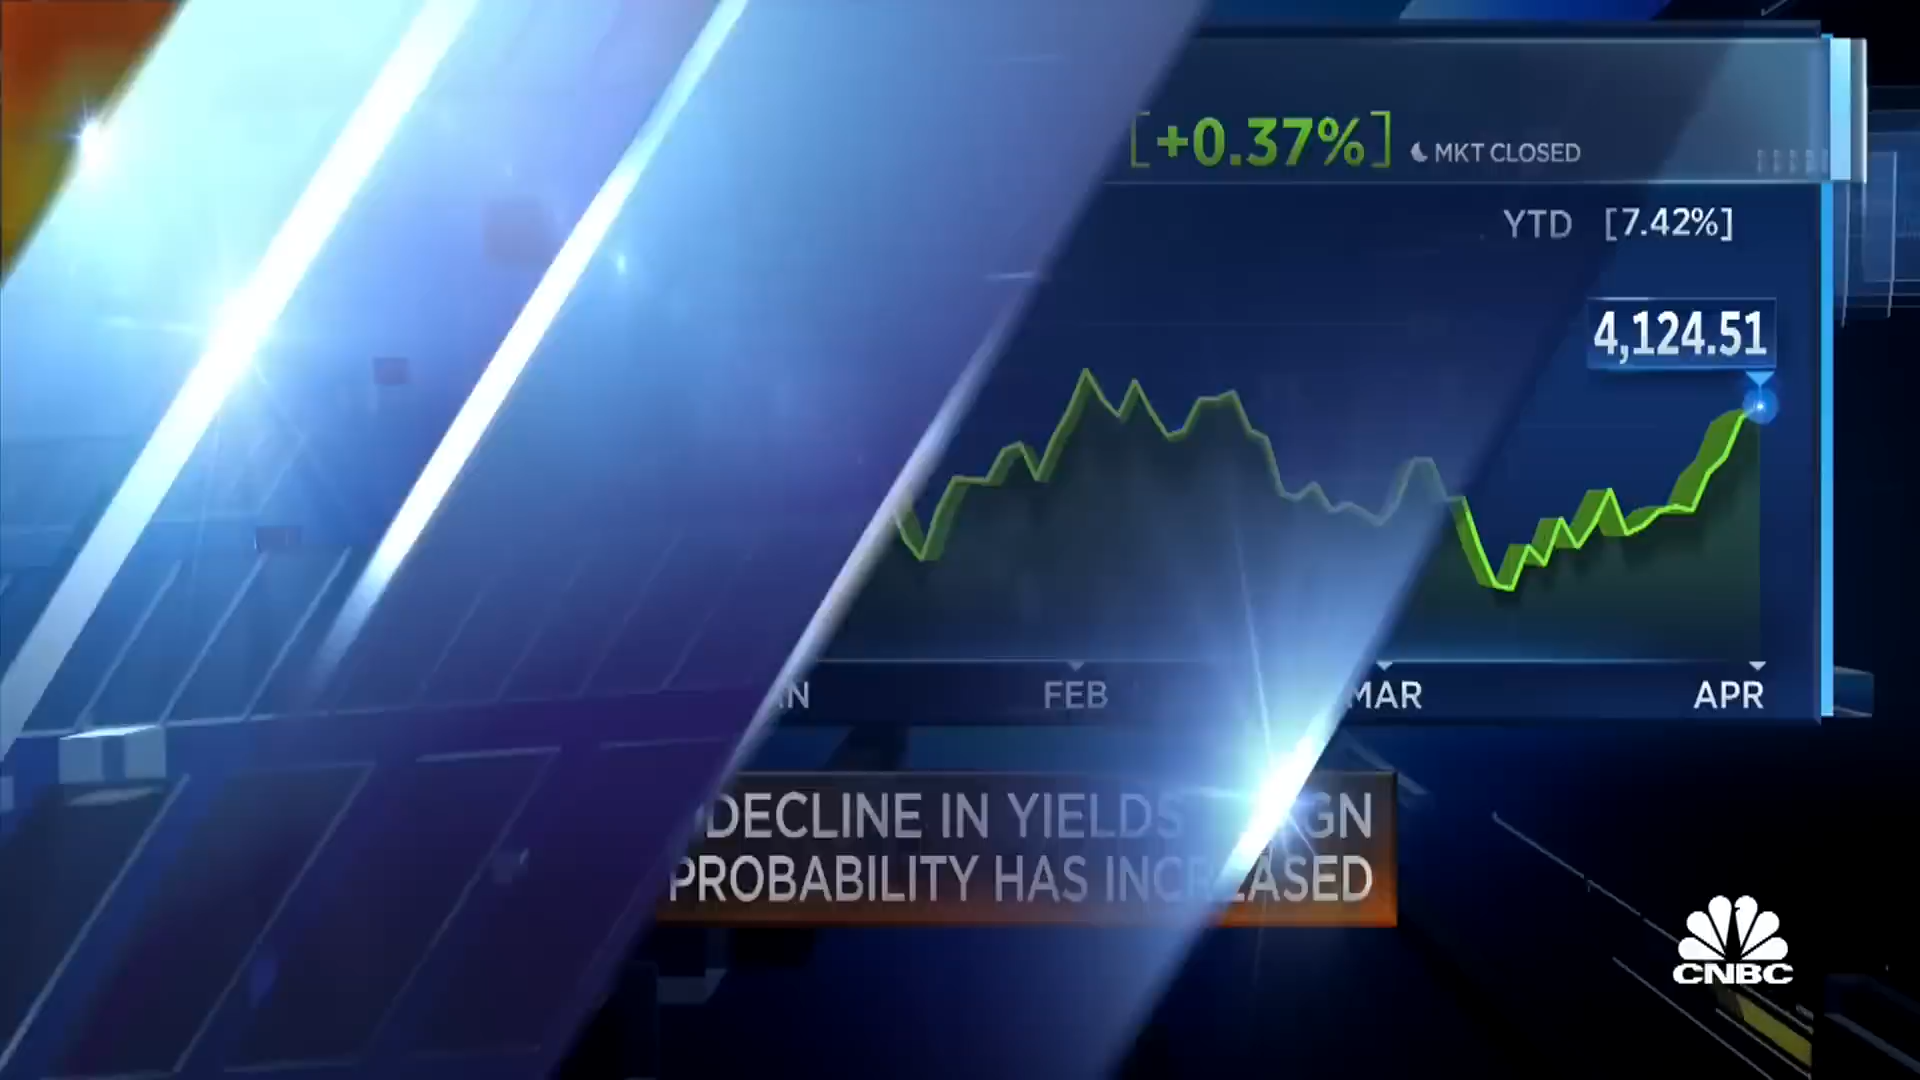 [+0.37%] MKT CLOSED
YTD [7.42%]
4,124.51
FEB MAR APR
DECLINE IN YIELDS
PROBABILITY HAS INCREASED
CNBC